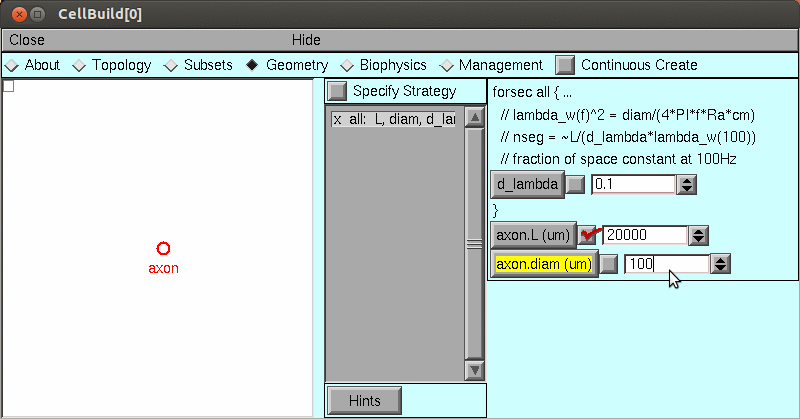 CellBuild[0]
Close Hide
About Topology Subsets Geometry Biophysics Management Continuous Create
axon
Specify Strategy
x all: L, diam, d_la
Hints
forsec all { ...
// lambda_w(f)^2 = diam/(4*PI*f*Ra*cm)
// nseg = ~L/(d_lambda*lambda_w(100))
// fraction of space constant at 100Hz
d_lambda 0.1
}
axon.L (um) 20000
axon.diam (um) 100